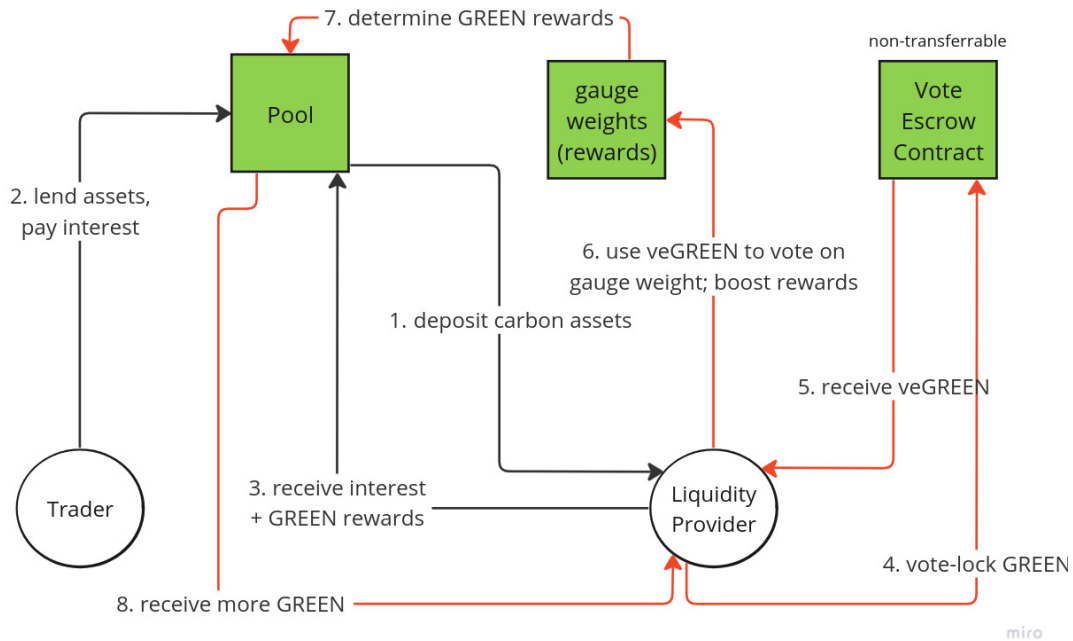 7. determine GREEN rewards
non-transferrable
Pool
gauge
weights
(rewards)
Vote
Escrow
Contract
2. lend assets,
pay interest
6. use veGREEN to vote on
gauge weight; boost rewards
1. deposit carbon assets
5. receive veGREEN
3. receive interest
+ GREEN rewards
Trader
Liquidity
Provider
4. vote-lock GREEN
8. receive more GREEN
miro